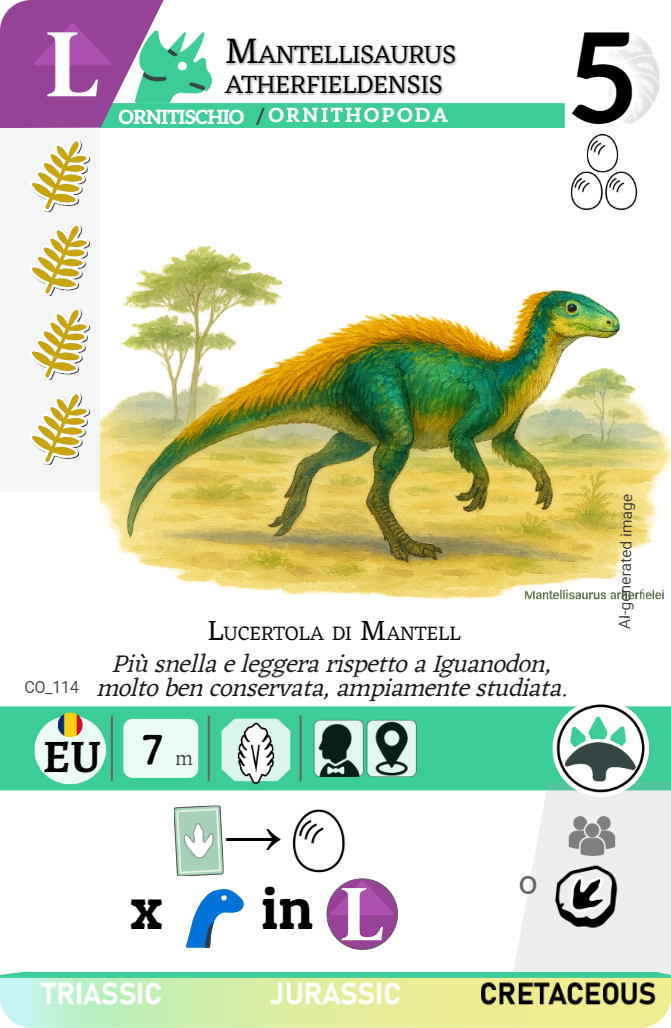 L
MANTELLISAURUS
ATHERFIELDENSIS
5
ORNITISCHIO / ORNITHOPODA
AI-generated image
Mantellisaurus arherfielei
LUCERTOLA DI MANTELL
CO_114
Più snella e leggera rispetto a Iguanodon,
molto ben conservata, ampiamente studiata.
EU
7 m
O
x in L
TRIASSIC JURASSIC CRETACEOUS